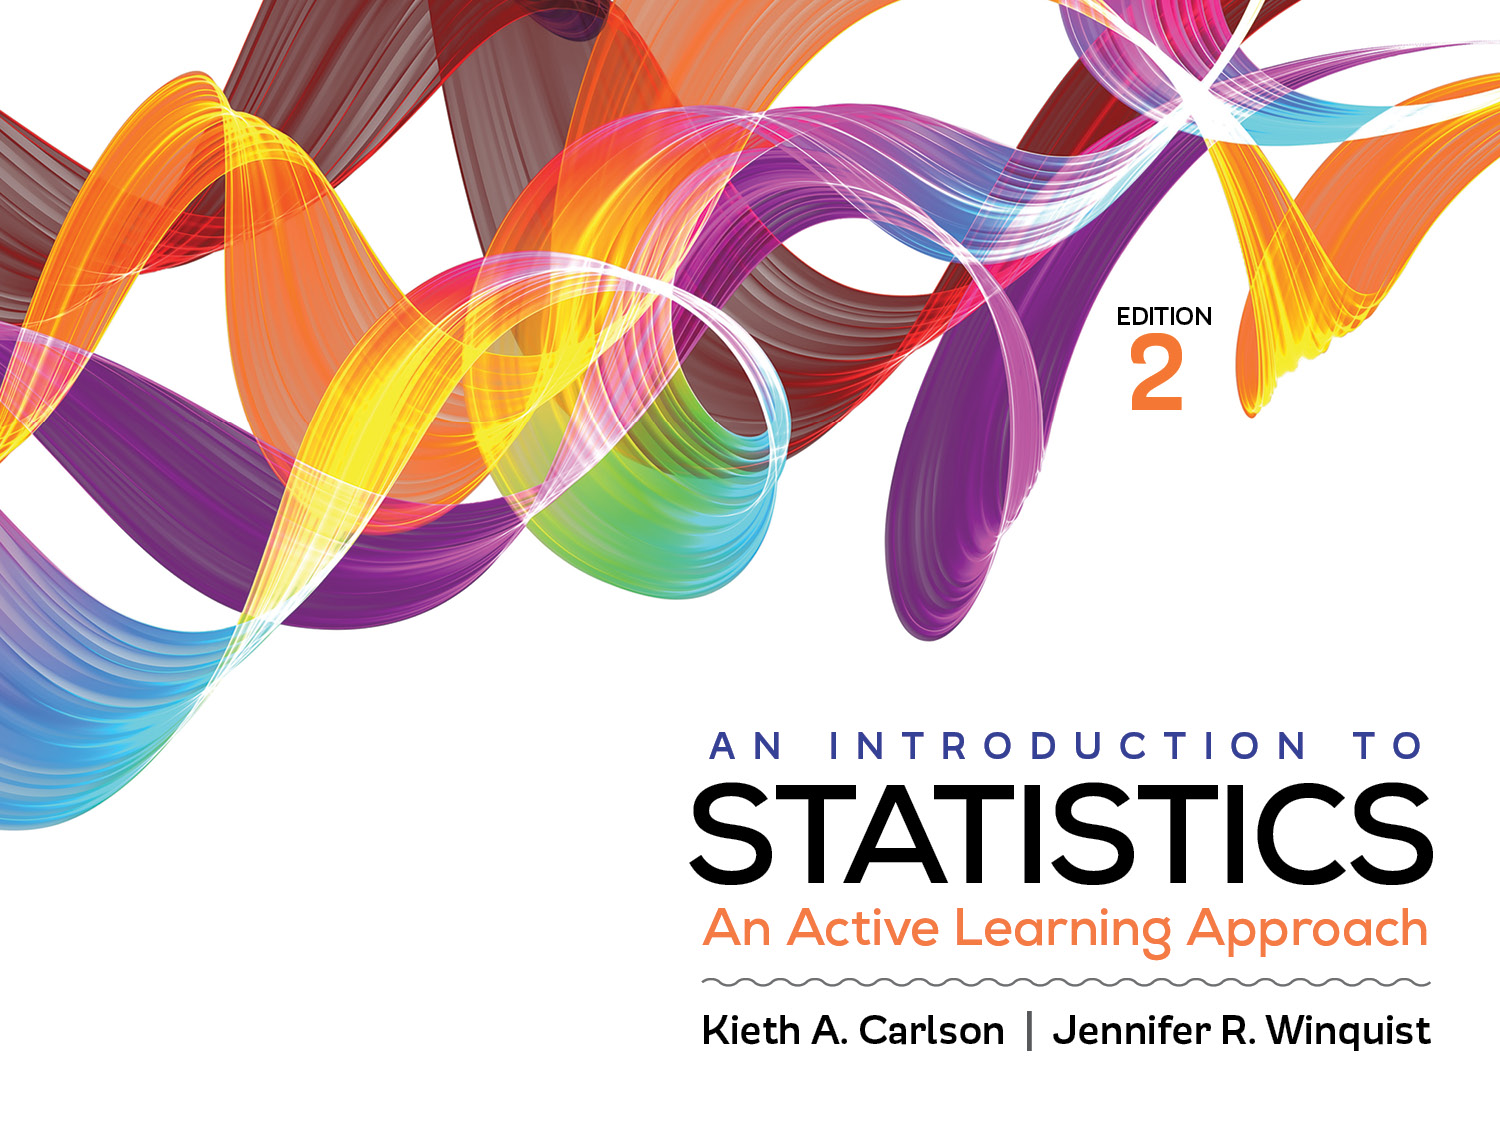 EDITION
2
AN INTRODUCTION TO
STATISTICS
An Active Learning Approach
Kieth A. Carlson | Jennifer R. Winquist